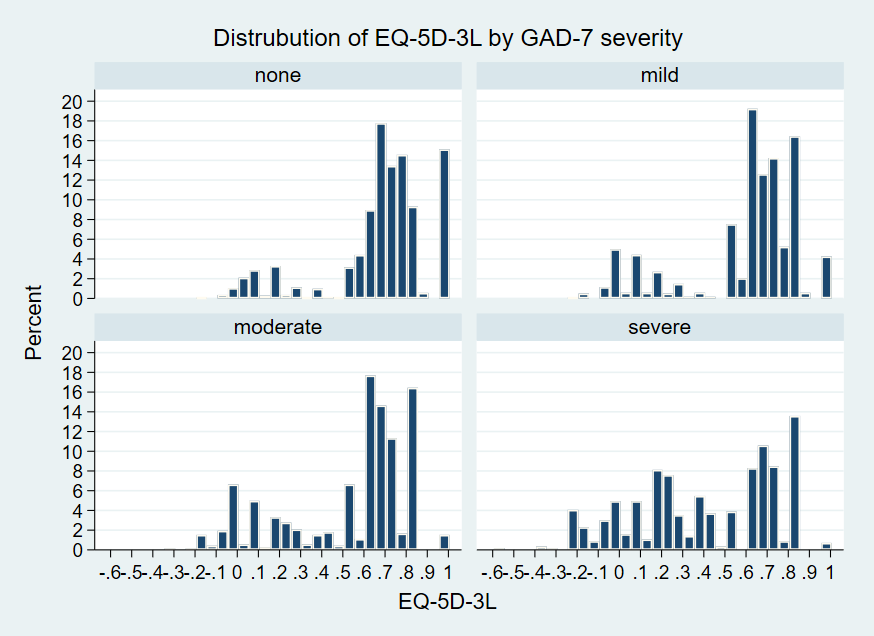 Distrubution of EQ-5D-3L by GAD-7 severity
none
mild
20
18
16
14
12
10
8
6
4
2
0
Percent
moderate
severe
20
18
16
14
12
10
8
6
4
2
0
-.6 -.5 -.4 -.3 -.2 -.1 0 .1 .2 .3 .4 .5 .6 .7 .8 .9 1
-.6 -.5 -.4 -.3 -.2 -.1 0 .1 .2 .3 .4 .5 .6 .7 .8 .9 1
EQ-5D-3L